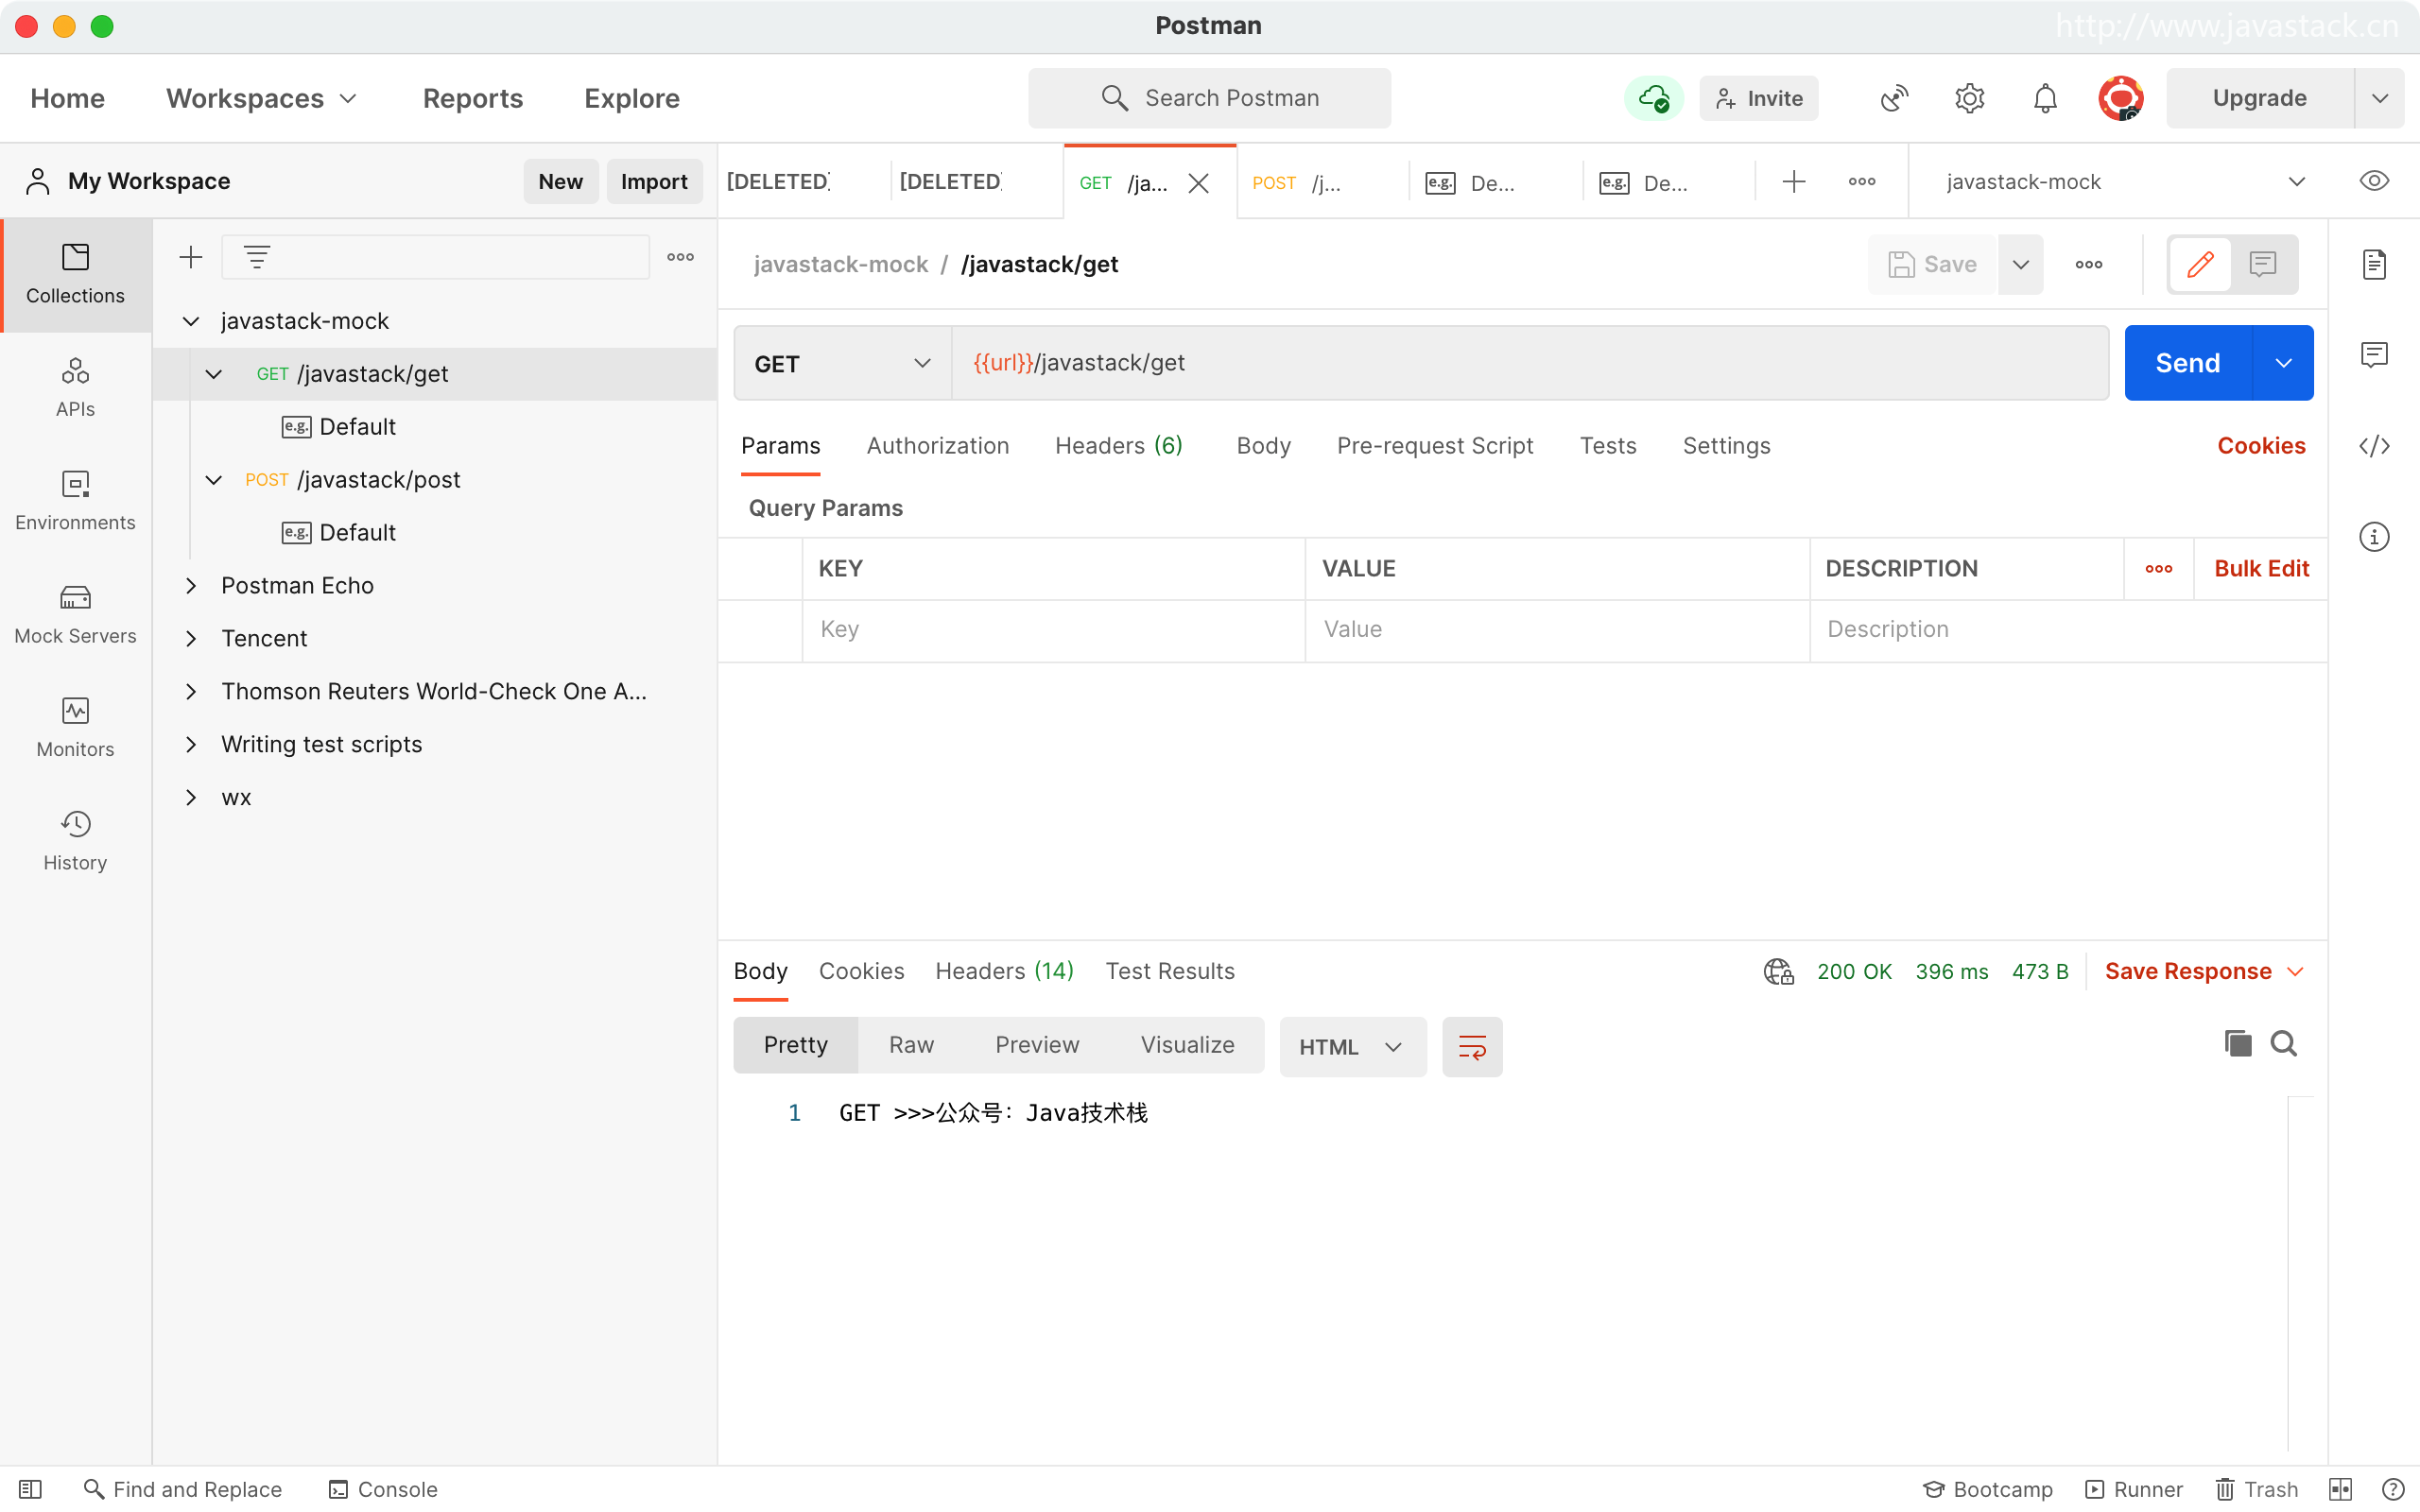 Postman
http://www.javastack.cn
Home Workspaces Reports Explore Search Postman Invite Upgrade
My Workspace New Import [DELETED] [DELETED] GET /ja... POST /j... e.g. De... e.g. De... javastack-mock
Collections
APIs
Environments
Mock Servers
Monitors
History
javastack-mock
GET /javastack/get
e.g. Default
POST /javastack/post
e.g. Default
Postman Echo
Tencent
Thomson Reuters World-Check One A...
Writing test scripts
wx
javastack-mock / /javastack/get Save
GET {{url}}/javastack/get Send
Params Authorization Headers (6) Body Pre-request Script Tests Settings Cookies
Query Params
KEY VALUE DESCRIPTION Bulk Edit
Key Value Description
Body Cookies Headers (14) Test Results 200 OK 396 ms 473 B Save Response
Pretty Raw Preview Visualize HTML
1 GET >>>公众号：Java技术栈
Find and Replace Console Bootcamp Runner Trash